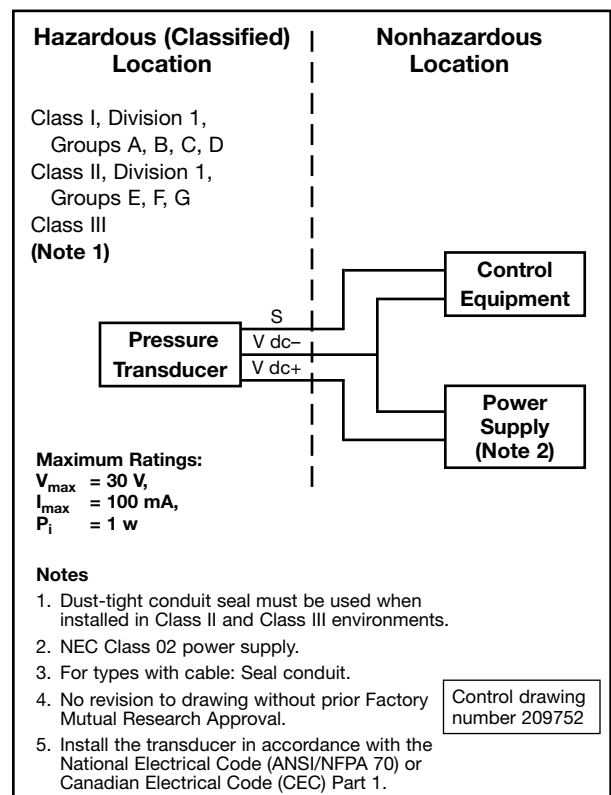 Hazardous (Classified)
Location
Nonhazardous
Location
Class I, Division 1,
Groups A, B, C, D
Class II, Division 1,
Groups E, F, G
Class III
(Note 1)
Control
Equipment
S
V dc–
V dc+
Pressure
Transducer
Power
Supply
(Note 2)
Maximum Ratings:
Vmax = 30 V,
Imax = 100 mA,
Pi = 1 w
Notes
1. Dust-tight conduit seal must be used when
installed in Class II and Class III environments.
2. NEC Class 02 power supply.
3. For types with cable: Seal conduit.
4. No revision to drawing without prior Factory
Mutual Research Approval.
5. Install the transducer in accordance with the
National Electrical Code (ANSI/NFPA 70) or
Canadian Electrical Code (CEC) Part 1.
Control drawing
number 209752